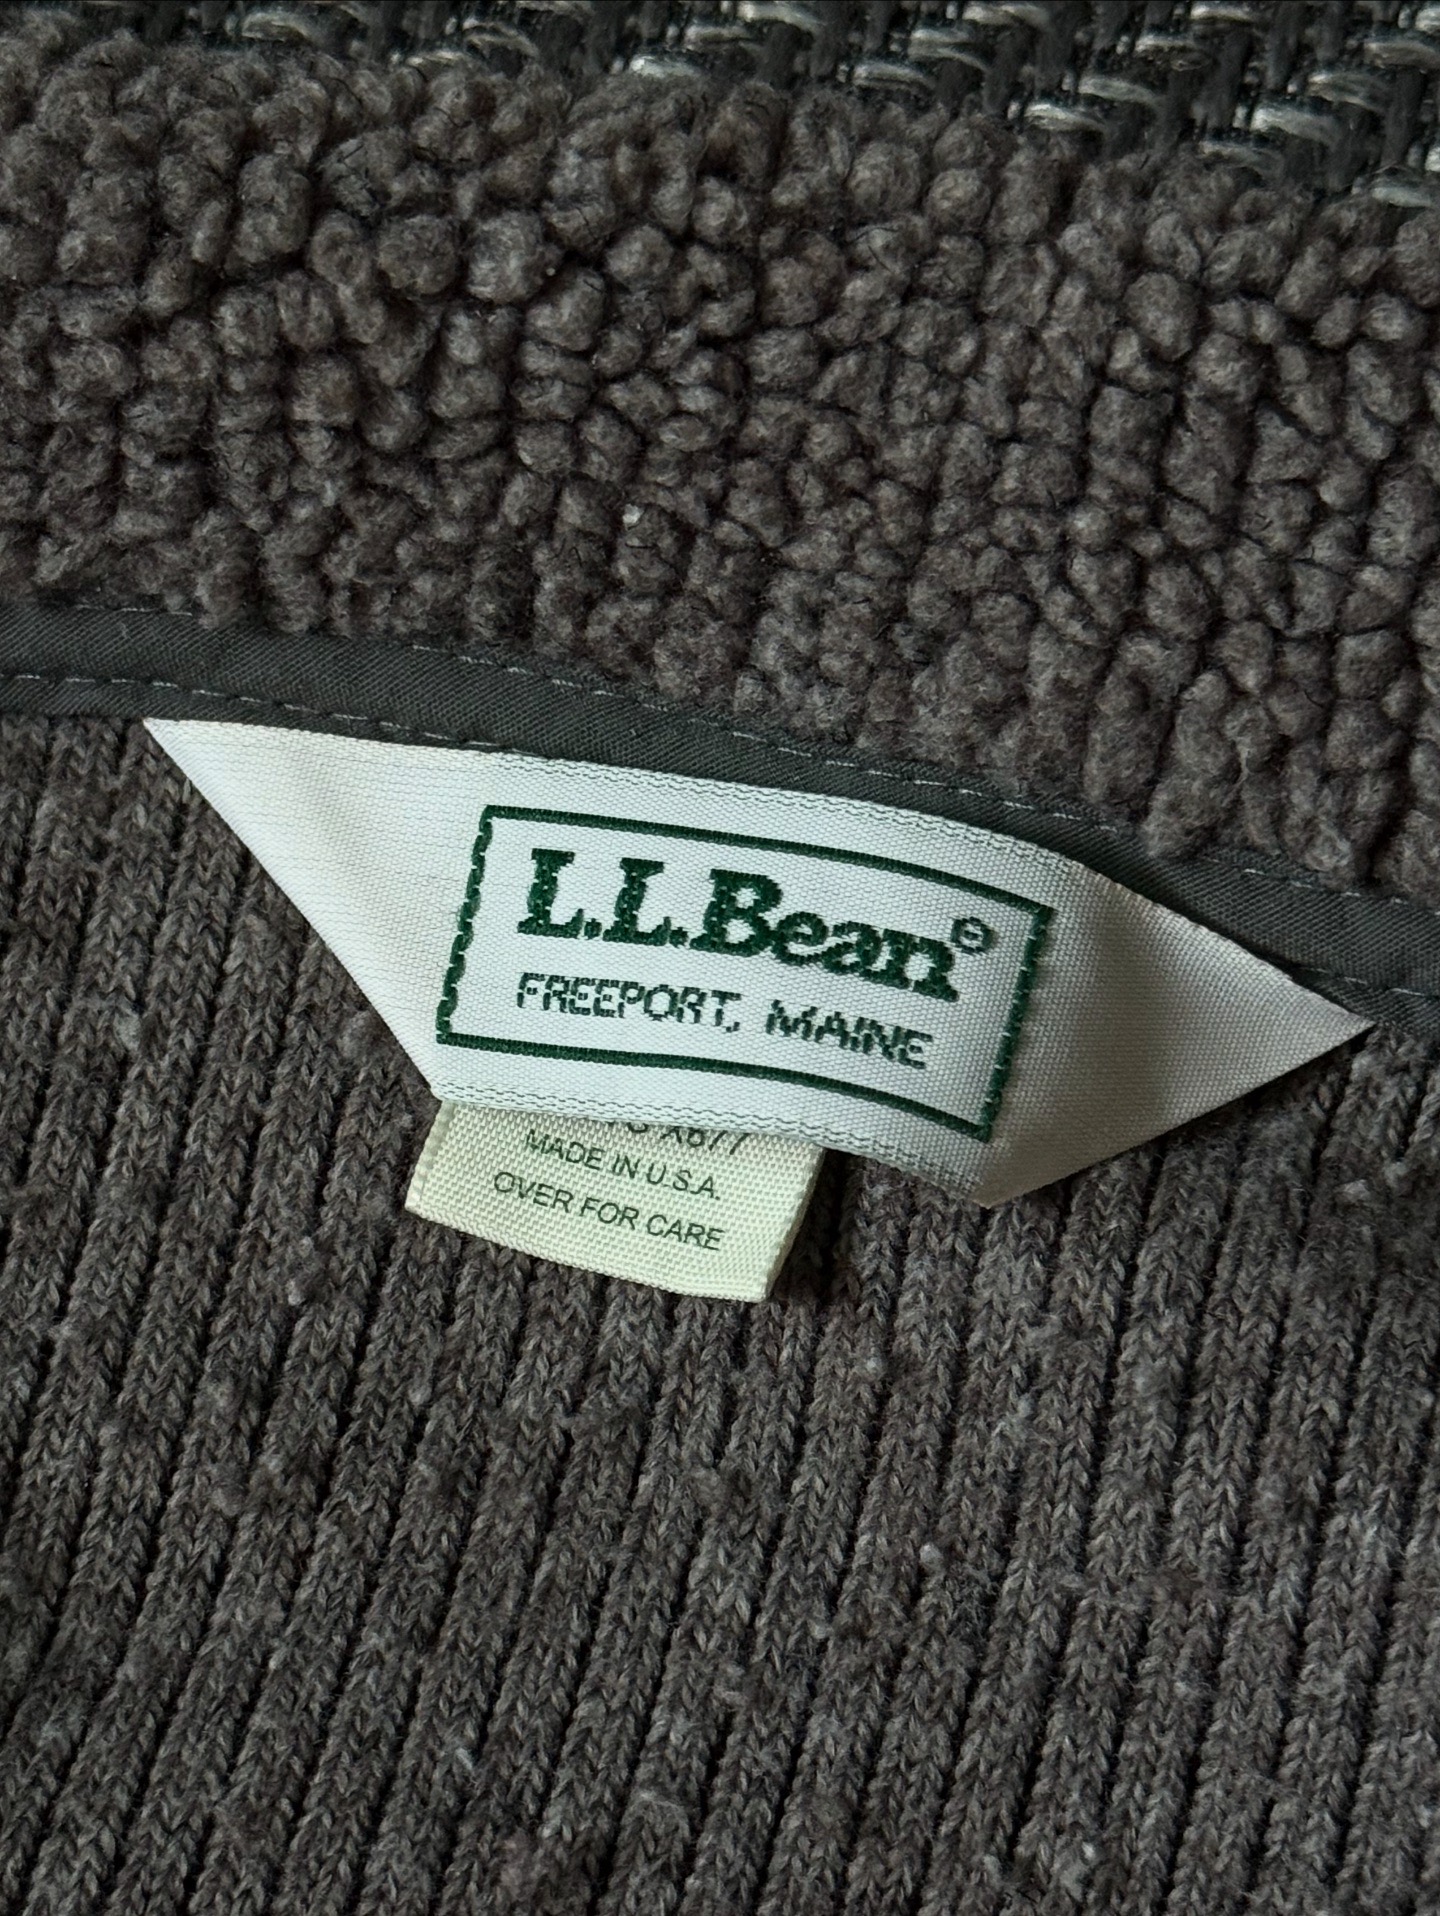 L.L.Bean®
FREEPORT, MAINE
MADE IN U.S.A.
OVER FOR CARE